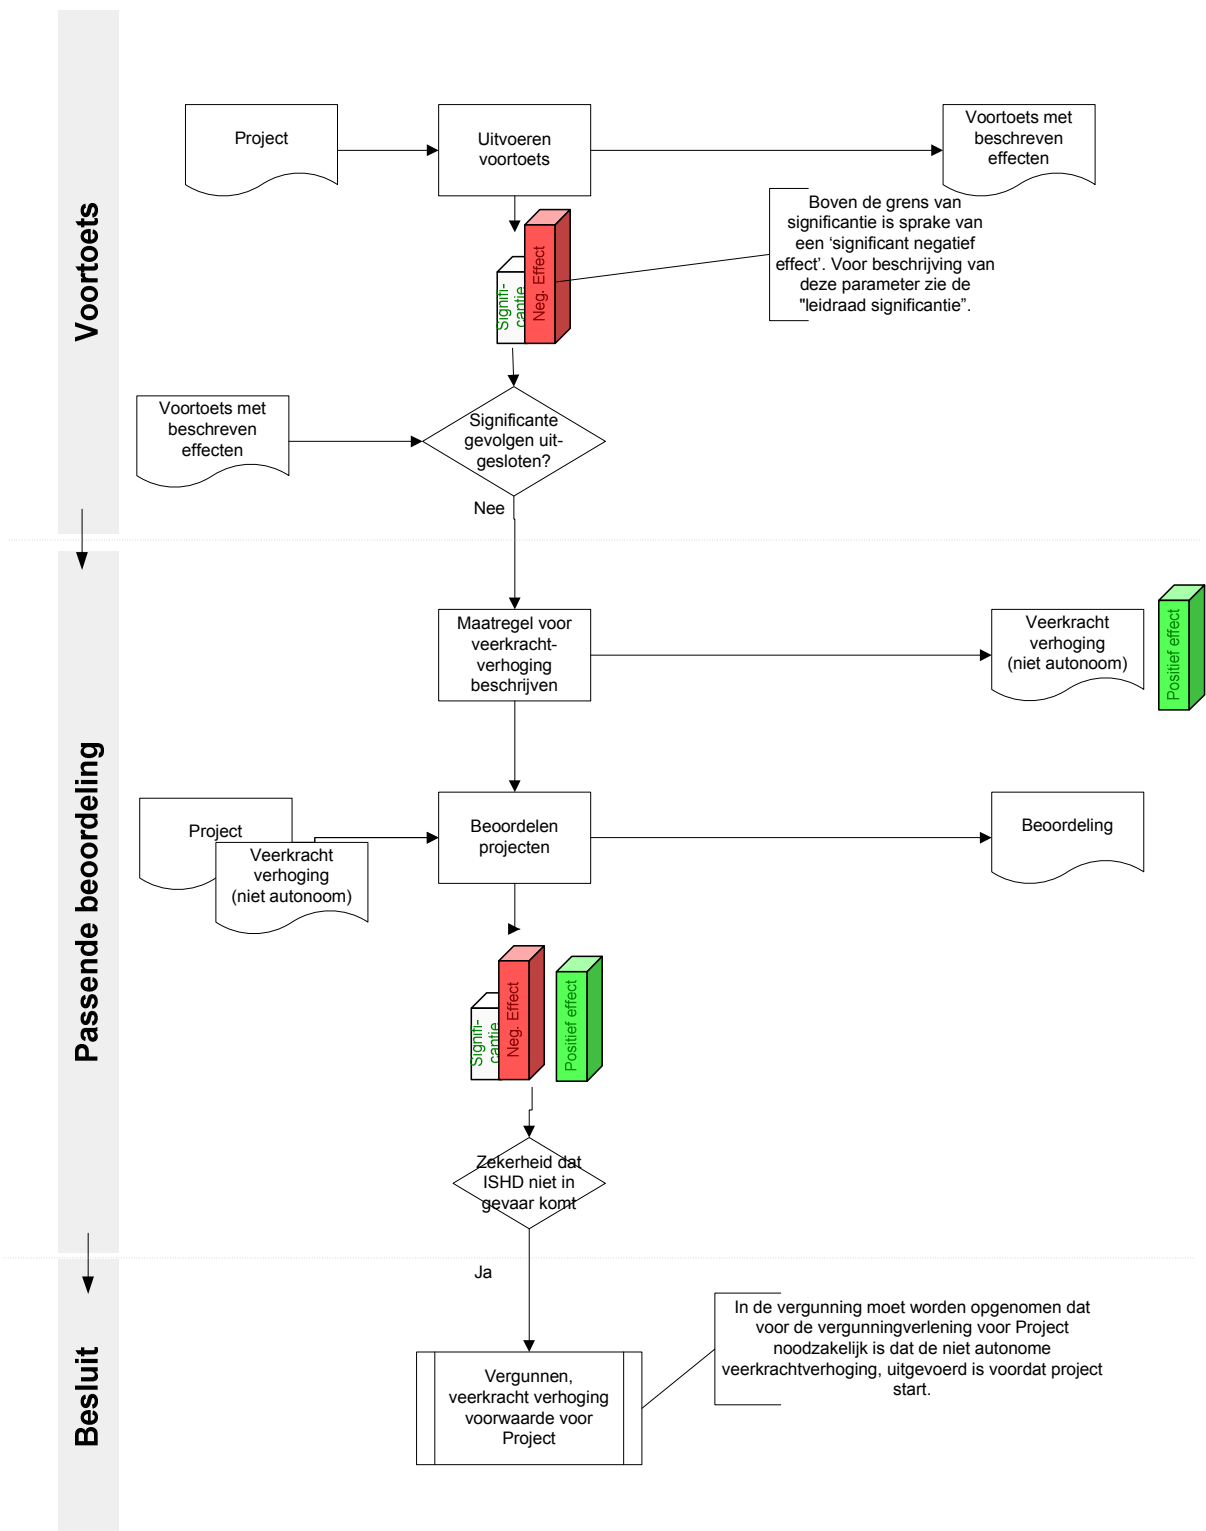 Voortoets
Project
Uitvoeren
voortoets
Voortoets met
beschreven
effecten
Boven de grens van
significantie is sprake van
een ‘significant negatief
effect’. Voor beschrijving van
deze parameter zie de
"leidraad significantie”.
Signifi-
cantie
Neg. Effect
Voortoets met
beschreven
effecten
Significante
gevolgen uit-
gesloten?
Nee
Passende beoordeling
Maatregel voor
veerkracht-
verhoging
beschrijven
Veerkracht
verhoging
(niet autonoom)
Positief effect
Project
Veerkracht
verhoging
(niet autonoom)
Beoordelen
projecten
Beoordeling
Signifi-
cantie
Neg. Effect
Positief effect
Zekerheid dat
ISHD niet in
gevaar komt
Ja
Besluit
Vergunnen,
veerkracht verhoging
voorwaarde voor
Project
In de vergunning moet worden opgenomen dat
voor de vergunningverlening voor Project
noodzakelijk is dat de niet autonome
veerkrachtverhoging, uitgevoerd is voordat project
start.